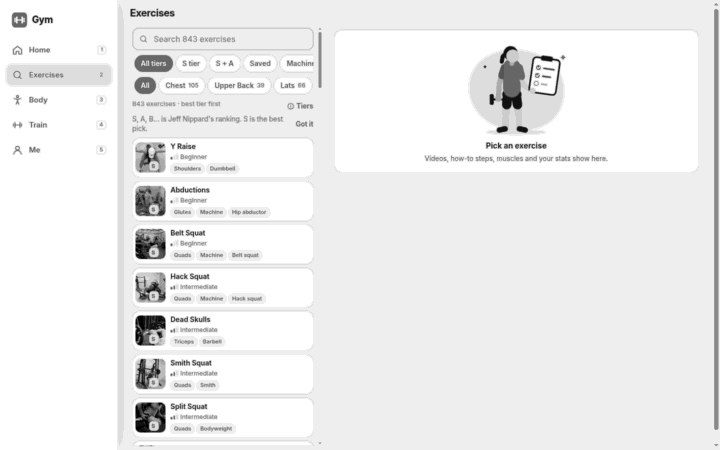 Gym
Home 1
Exercises 2
Body 3
Train 4
Me 5
Exercises
Search 843 exercises
All tiers S tier S + A Saved Machin
All Chest 105 Upper Back 39 Lats 66
843 exercises · best tier first Tiers
S, A, B... is Jeff Nippard's ranking. S is the best pick. Got it
Y Raise
Beginner
S
Shoulders Dumbbell
Abductions
Beginner
S
Glutes Machine Hip abductor
Belt Squat
Beginner
S
Quads Machine Belt squat
Hack Squat
Intermediate
S
Quads Machine Hack squat
Dead Skulls
Intermediate
S
Triceps Barbell
Smith Squat
Intermediate
S
Quads Smith
Split Squat
Intermediate
S
Quads Bodyweight
Pick an exercise
Videos, how-to steps, muscles and your stats show here.